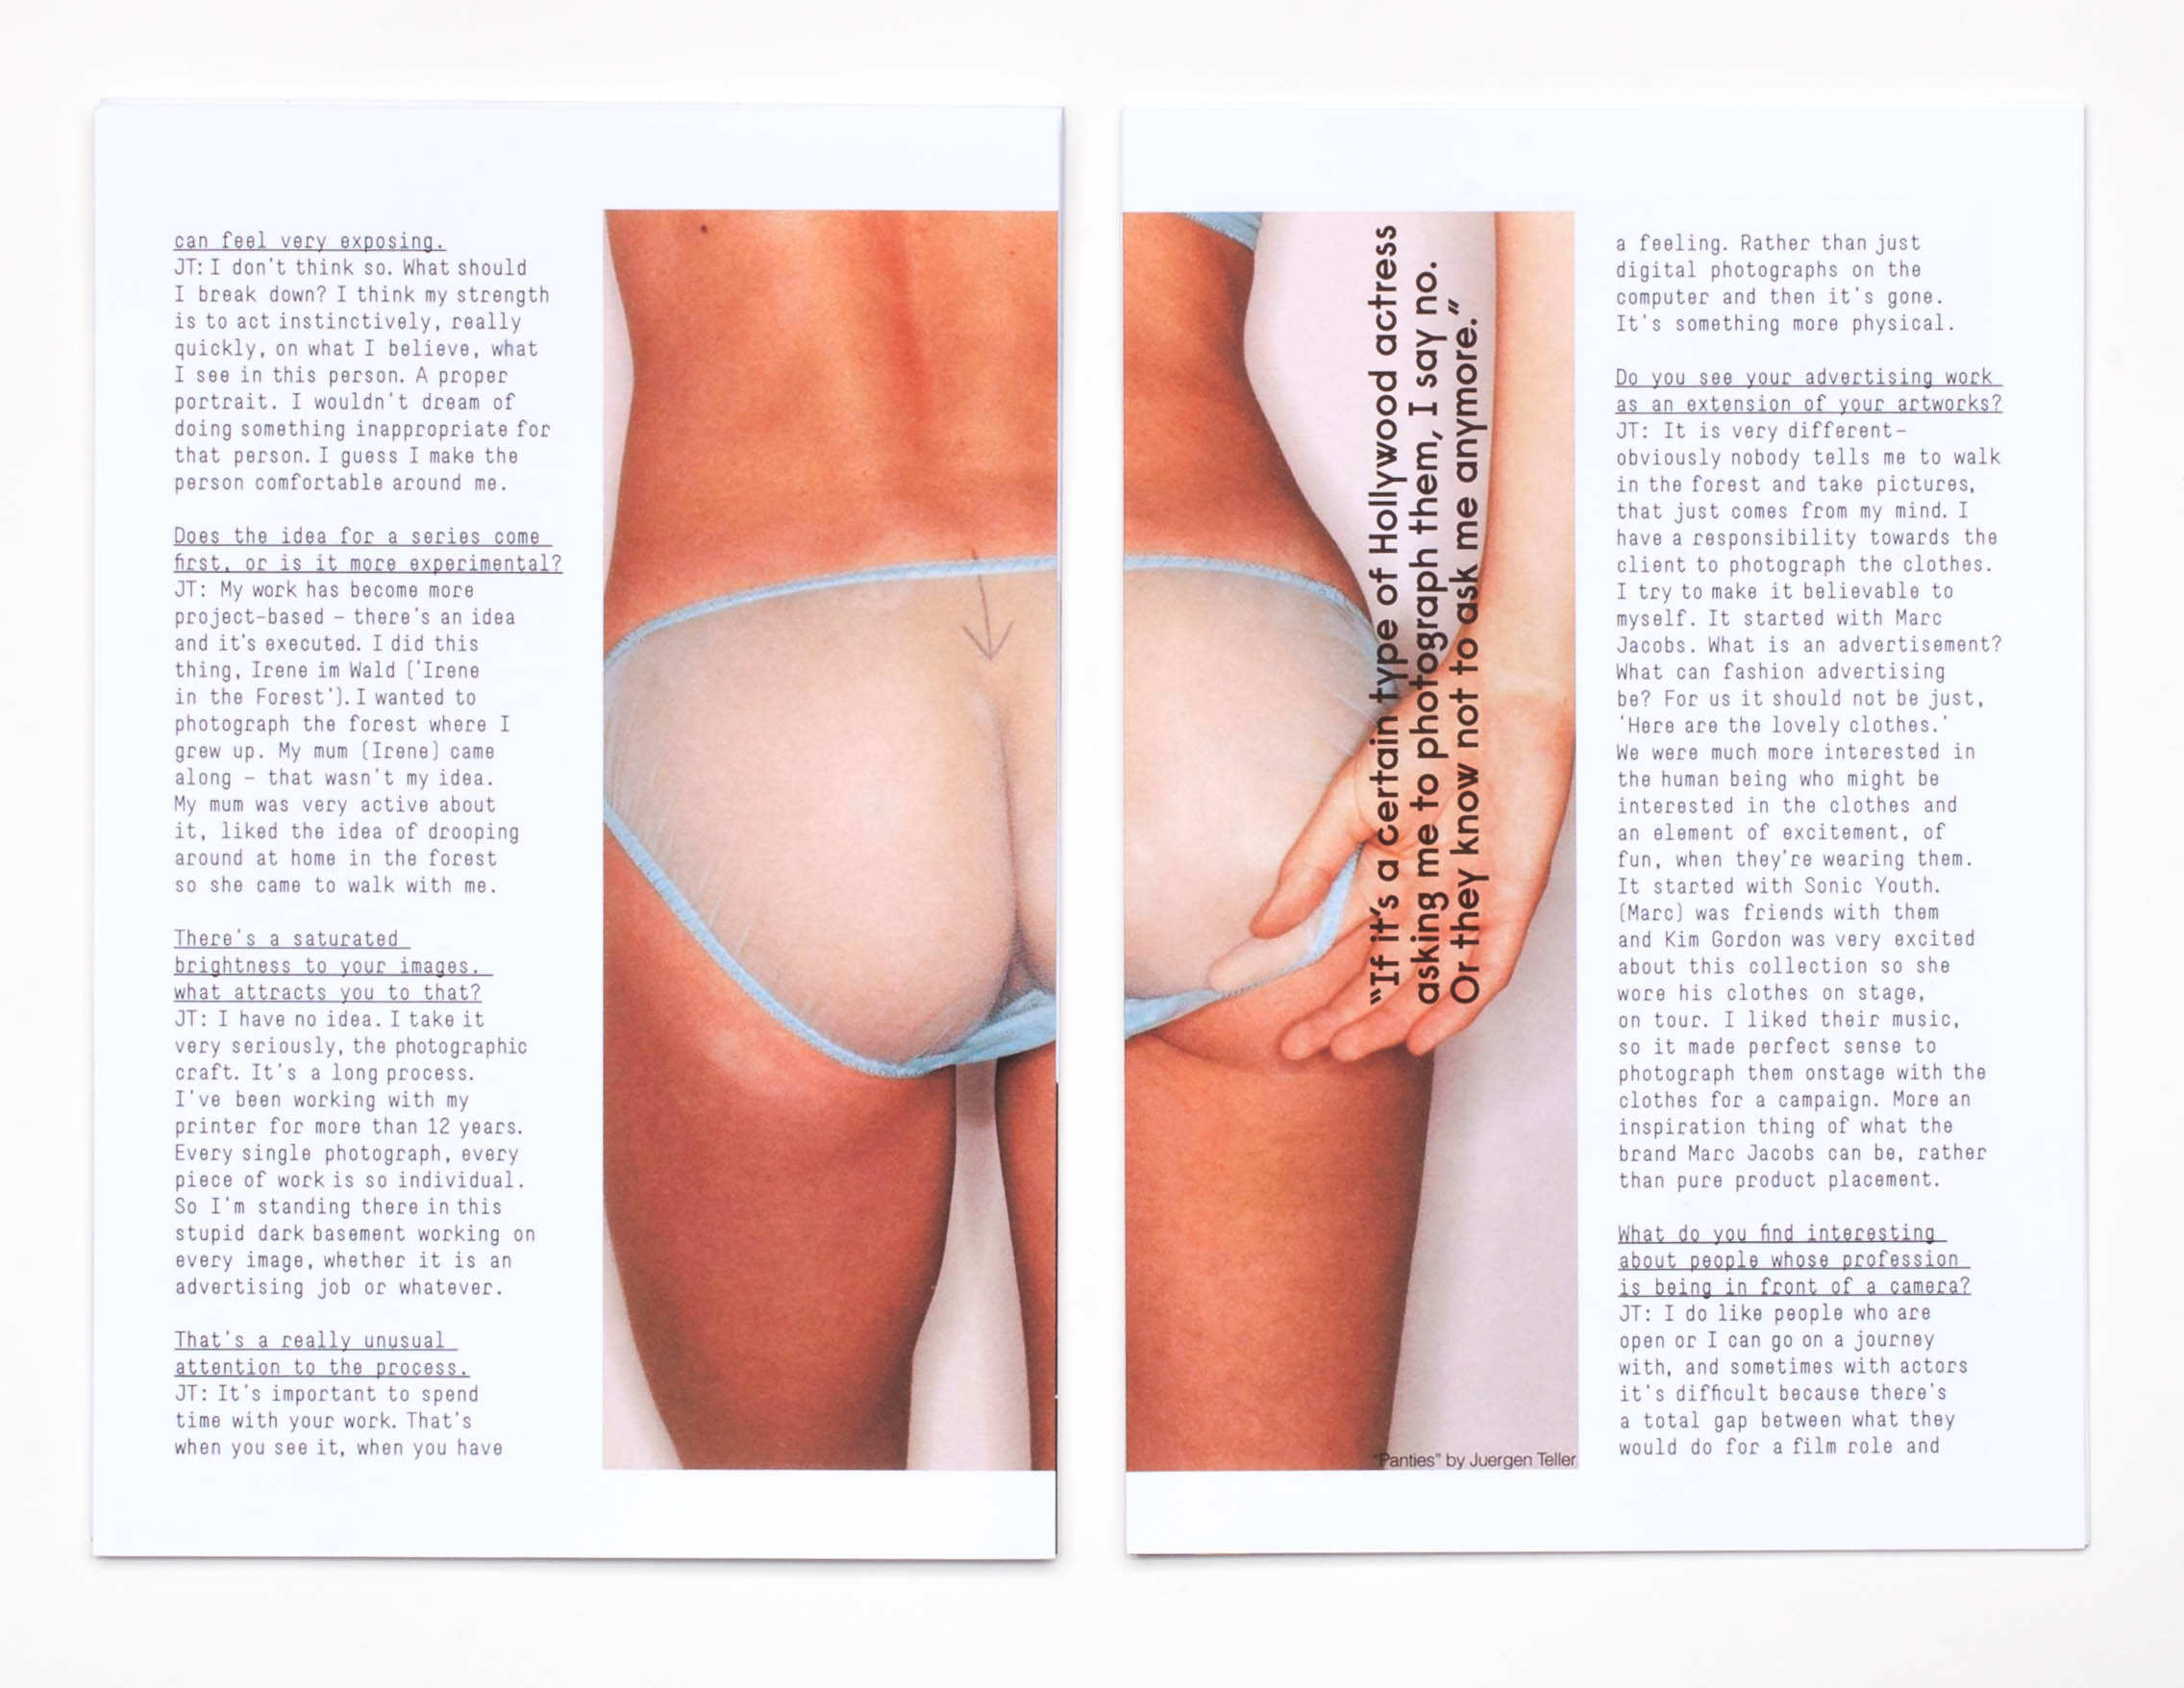 can feel very exposing.
JT: I don't think so. What should
I break down? I think my strength
is to act instinctively, really
quickly, on what I believe, what
I see in this person. A proper
portrait. I wouldn't dream of
doing something inappropriate for
that person. I guess I make the
person comfortable around me.
Does the idea for a series come
first, or is it more experimental?
JT: My work has become more
project-based – there's an idea
and it's executed. I did this
thing, Irene im Wald ('Irene
in the Forest'). I wanted to
photograph the forest where I
grew up. My mum (Irene) came
along – that wasn't my idea.
My mum was very active about
it, liked the idea of drooping
around at home in the forest
so she came to walk with me.
There's a saturated
brightness to your images.
what attracts you to that?
JT: I have no idea. I take it
very seriously, the photographic
craft. It's a long process.
I've been working with my
printer for more than 12 years.
Every single photograph, every
piece of work is so individual.
So I'm standing there in this
stupid dark basement working on
every image, whether it is an
advertising job or whatever.
That's a really unusual
attention to the process.
JT: It's important to spend
time with your work. That's
when you see it, when you have
"If it's a certain type of Hollywood actress
asking me to photograph them, I say no.
Or they know not to ask me anymore."
"Panties" by Juergen Teller
a feeling. Rather than just
digital photographs on the
computer and then it's gone.
It's something more physical.
Do you see your advertising work
as an extension of your artworks?
JT: It is very different–
obviously nobody tells me to walk
in the forest and take pictures,
that just comes from my mind. I
have a responsibility towards the
client to photograph the clothes.
I try to make it believable to
myself. It started with Marc
Jacobs. What is an advertisement?
What can fashion advertising
be? For us it should not be just,
'Here are the lovely clothes.'
We were much more interested in
the human being who might be
interested in the clothes and
an element of excitement, of
fun, when they're wearing them.
It started with Sonic Youth.
(Marc) was friends with them
and Kim Gordon was very excited
about this collection so she
wore his clothes on stage,
on tour. I liked their music,
so it made perfect sense to
photograph them onstage with the
clothes for a campaign. More an
inspiration thing of what the
brand Marc Jacobs can be, rather
than pure product placement.
What do you find interesting
about people whose profession
is being in front of a camera?
JT: I do like people who are
open or I can go on a journey
with, and sometimes with actors
it's difficult because there's
a total gap between what they
would do for a film role and